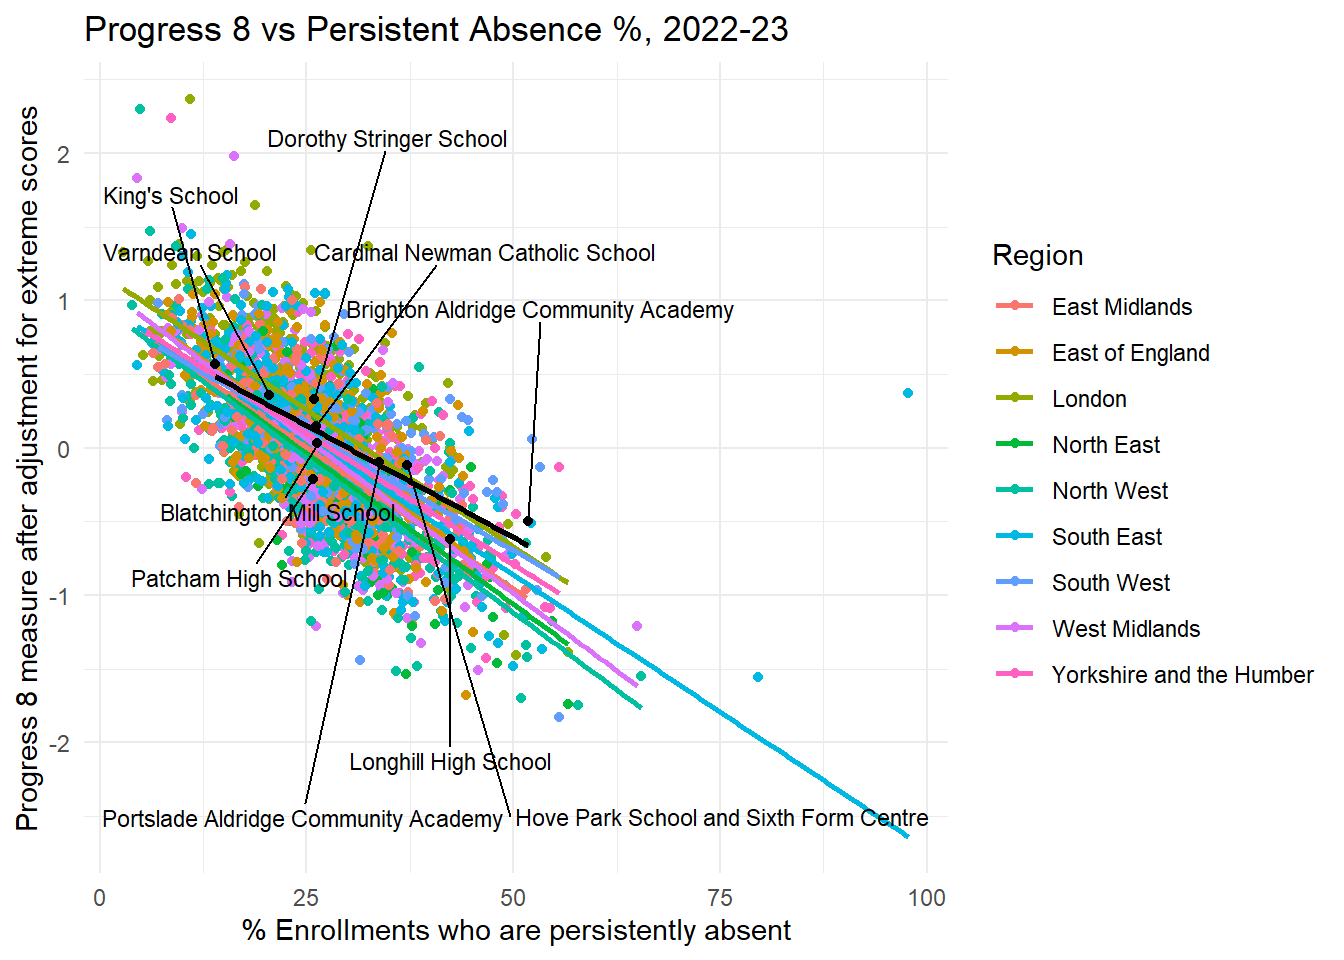 Progress 8 vs Persistent Absence %, 2022-23
Progress 8 measure after adjustment for extreme scores
2
1
0
-1
-2
Dorothy Stringer School
King's School
Varndean School
Cardinal Newman Catholic School
Brighton Aldridge Community Academy
Blatchington Mill School
Patcham High School
Longhill High School
Portslade Aldridge Community Academy
Hove Park School and Sixth Form Centre
0
25
50
75
100
% Enrollments who are persistently absent
Region
East Midlands
East of England
London
North East
North West
South East
South West
West Midlands
Yorkshire and the Humber